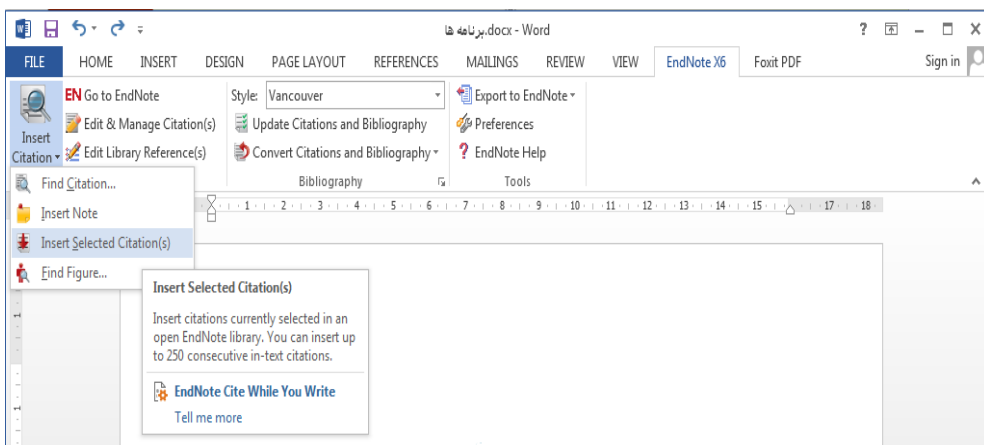 برنامه ها.docx - Word
FILE HOME INSERT DESIGN PAGE LAYOUT REFERENCES MAILINGS REVIEW VIEW EndNote X6 Foxit PDF Sign in
Insert Citation
EN Go to EndNote
Edit & Manage Citation(s)
Edit Library Reference(s)
Style: Vancouver
Update Citations and Bibliography
Convert Citations and Bibliography
Bibliography
Export to EndNote
Preferences
EndNote Help
Tools
Find Citation...
Insert Note
Insert Selected Citation(s)
Find Figure...
1 2 3 4 5 6 7 8 9 10 11 12 13 14 15 17 18
Insert Selected Citation(s)
Insert citations currently selected in an
open EndNote library. You can insert up
to 250 consecutive in-text citations.
EndNote Cite While You Write
Tell me more
1
1